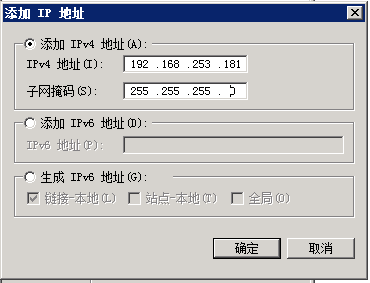 添加 IP 地址
添加 IPv4 地址(A):
IPv4 地址(I): 192 .168 .253 .181
子网掩码(S): 255 .255 .255 .
添加 IPv6 地址(D):
IPv6 地址(P):
生成 IPv6 地址(G):
链接-本地(L) 站点-本地(T) 全局(O)
确定 取消